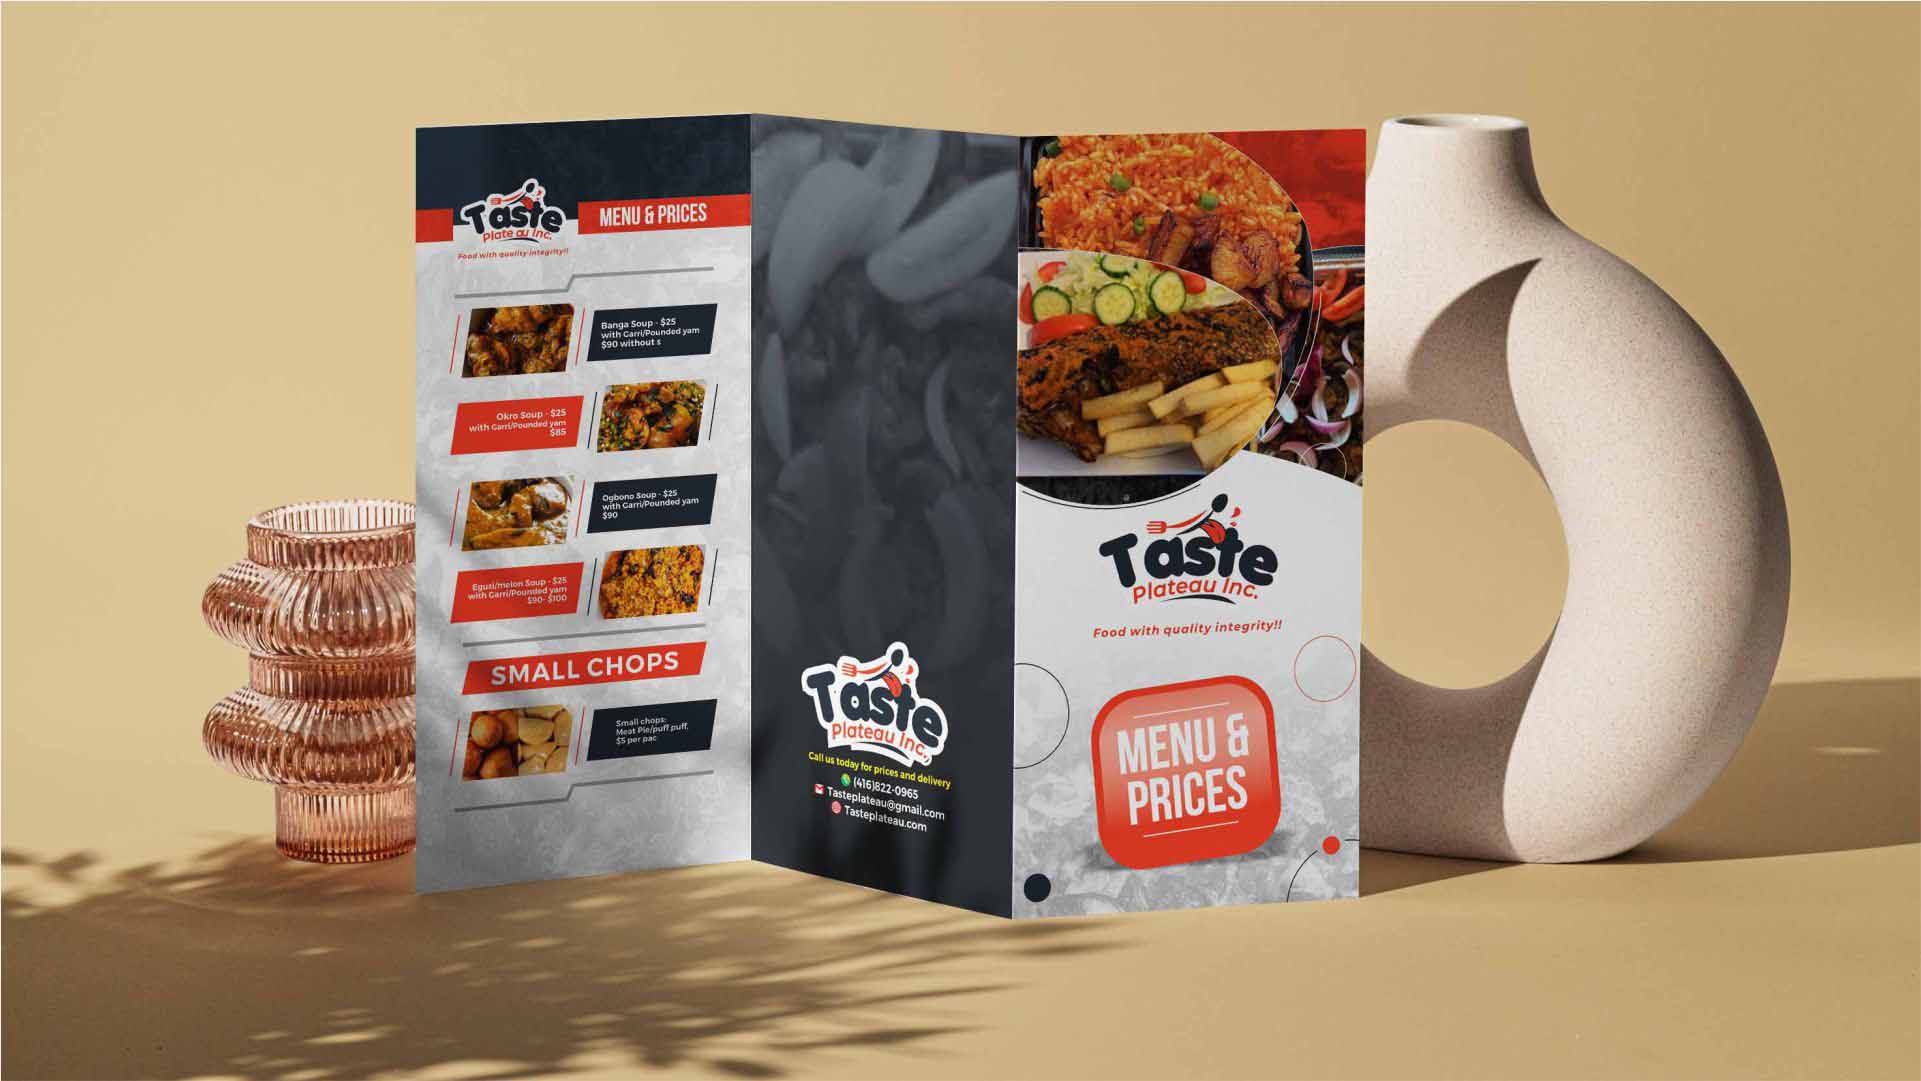 Taste
Plateau Inc.
Food with quality integrity!!
MENU & PRICES
Banga Soup - $25
with Garri/Pounded yam
$90 without s
Okro Soup - $25
with Garri/Pounded yam
$85
Ogbono Soup - $25
with Garri/Pounded yam
$90
Egusi/melon Soup - $25
with Garri/Pounded yam
$90- $100
SMALL CHOPS
Small chops:
Meat Pie/puff puff,
$5 per pac
Taste
Plateau Inc.
Call us today for prices and delivery
(416)822-0965
Tasteplateau@gmail.com
Tasteplateau.com
Taste
Plateau Inc.
Food with quality integrity!!
MENU &
PRICES